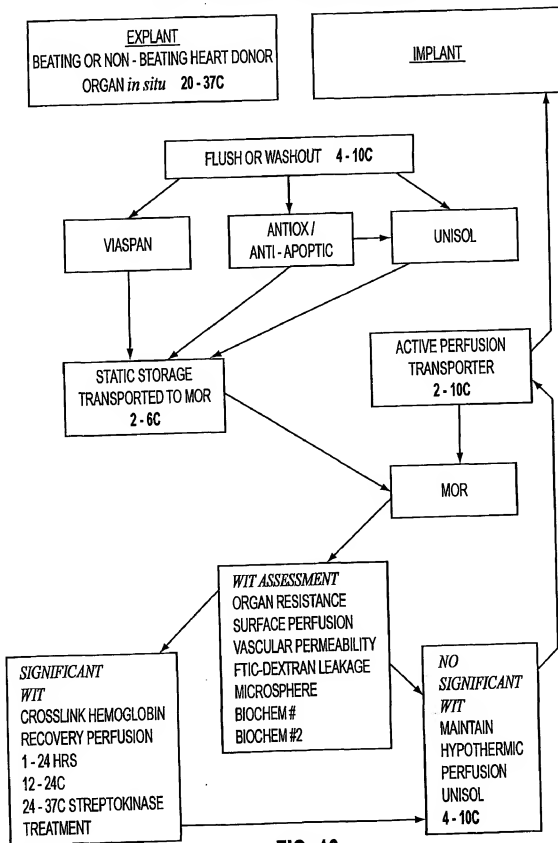 EXPLANT
BEATING OR NON - BEATING HEART DONOR
ORGAN in situ 20 - 37C
IMPLANT
FLUSH OR WASHOUT 4 - 10C
VIASPAN
ANTIOX /
ANTI - APOPTIC
UNISOL
STATIC STORAGE
TRANSPORTED TO MOR
2 - 6C
ACTIVE PERFUSION
TRANSPORTER
2 - 10C
MOR
WIT ASSESSMENT
ORGAN RESISTANCE
SURFACE PERFUSION
VASCULAR PERMEABILITY
FTIC-DEXTRAN LEAKAGE
MICROSPHERE
BIOCHEM #
BIOCHEM #2
SIGNIFICANT
WIT
CROSSLINK HEMOGLOBIN
RECOVERY PERFUSION
1 - 24 HRS
12 - 24C
24 - 37C STREPTOKINASE
TREATMENT
NO
SIGNIFICANT
WIT
MAINTAIN
HYPOTHERMIC
PERFUSION
UNISOL
4 - 10C